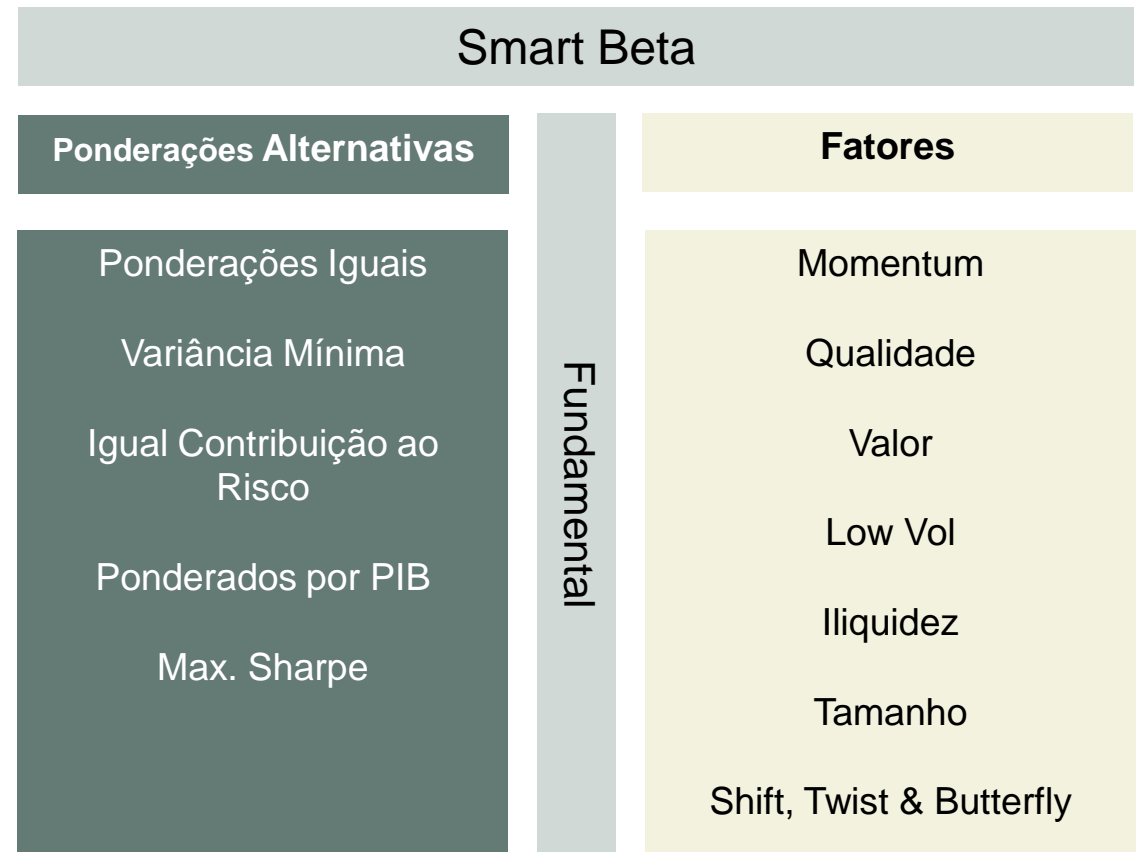 Smart Beta
Ponderações Alternativas
Ponderações Iguais
Variância Mínima
Igual Contribuição ao
Risco
Ponderados por PIB
Max. Sharpe
Fundamental
Fatores
Momentum
Qualidade
Valor
Low Vol
Iliquidez
Tamanho
Shift, Twist & Butterfly